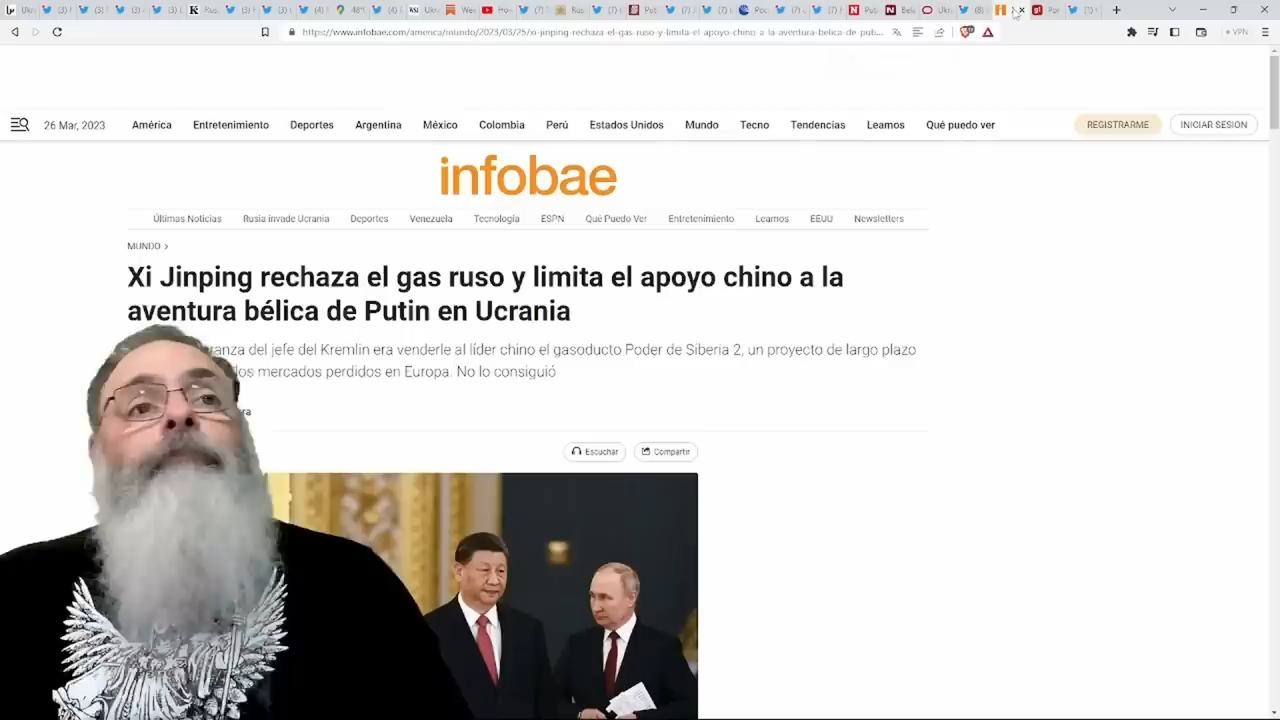 https://www.infobae.com/america/mundo/2023/03/25/xi-jinping-rechaza-el-gas-ruso-y-limita-el-apoyo-chino-a-la-aventura-belica-de-puti...
VPN
26 Mar, 2023
América Entretenimiento Deportes Argentina México Colombia Perú Estados Unidos Mundo Tecno Tendencias Leamos Qué puedo ver
REGISTRARME INICIAR SESION
infobae
Últimas Noticias Rusia invade Ucrania Deportes Venezuela Tecnología ESPN Qué Puedo Ver Entretenimiento Leamos EEUU Newsletters
MUNDO >
Xi Jinping rechaza el gas ruso y limita el apoyo chino a la
aventura bélica de Putin en Ucrania
del jefe del Kremlin era venderle al líder chino el gasoducto Poder de Siberia 2, un proyecto de largo plazo
mercados perdidos en Europa. No lo consiguió
Escuchar Compartir